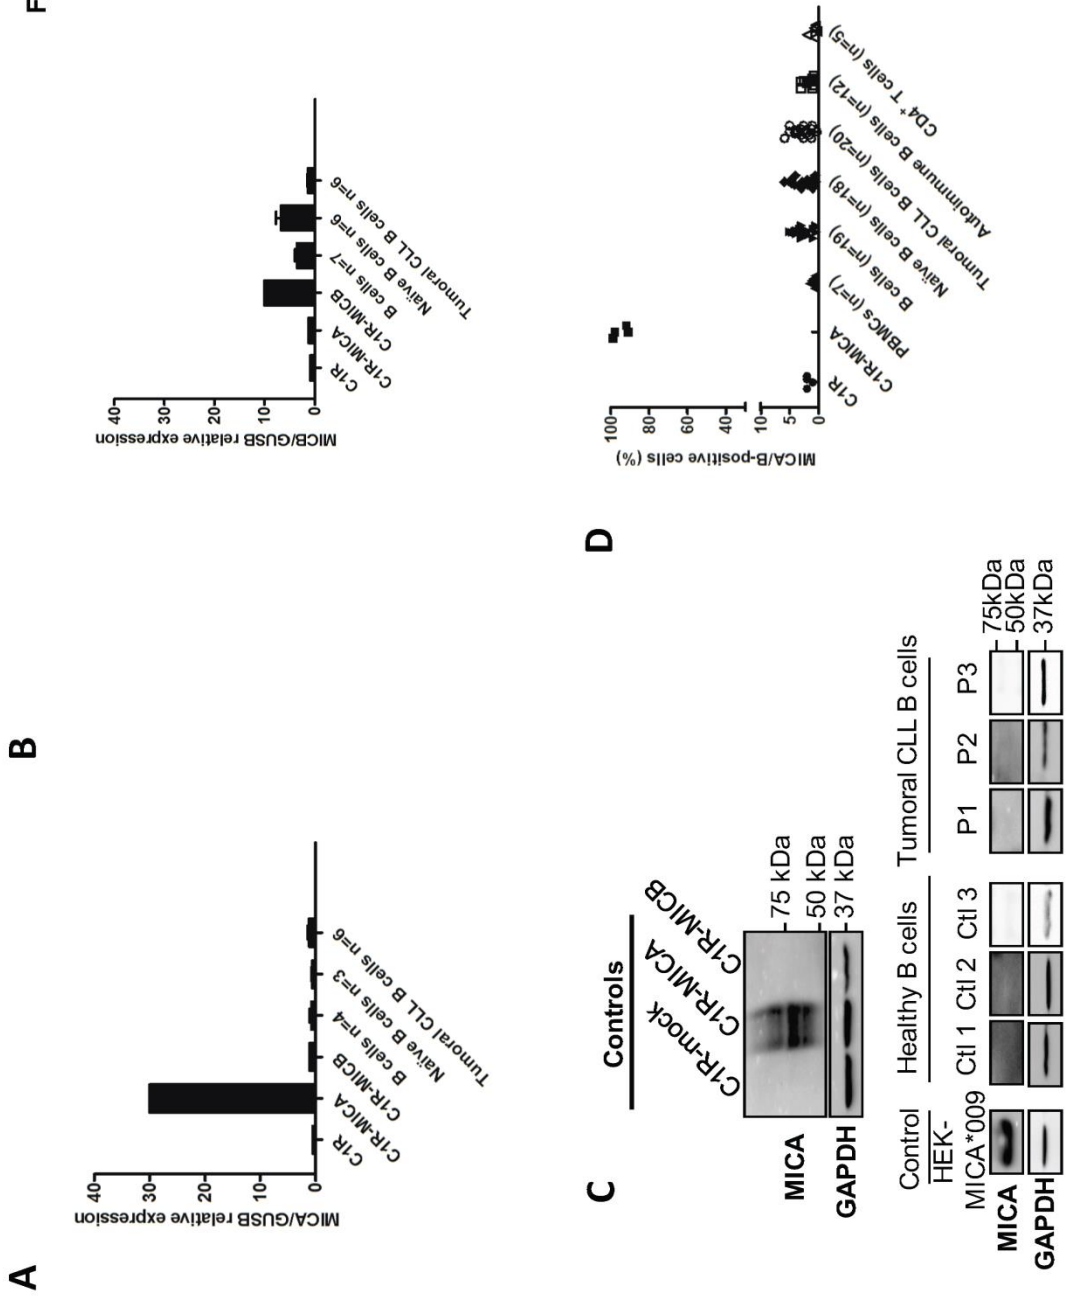 A
MICA/GUSB relative expression
40
30
20
10
0
C1R
C1R-MICA
C1R-MICB
B cells n=4
Naïve B cells n=3
Tumoral CLL B cells n=6
B
MICB/GUSB relative expression
40
30
20
10
0
C1R
C1R-MICA
C1R-MICB
B cells n=7
Naïve B cells n=6
Tumoral CLL B cells n=6
C
Controls
C1R-mock
C1R-MICA
C1R-MICB
MICA
75 kDa
50 kDa
GAPDH
37 kDa
Control
HEK-
MICA*009
Healthy B cells
Ctl 1 Ctl 2 Ctl 3
Tumoral CLL B cells
P1 P2 P3
MICA
75kDa
50kDa
GAPDH
37kDa
D
MICA/B-positive cells (%)
100
80
60
40
10
5
0
C1R
C1R-MICA
PBMCs (n=7)
B cells (n=19)
Naïve B cells (n=18)
Tumoral CLL B cells (n=20)
Autoimmune B cells (n=12)
CD4⁺ T cells (n=5)